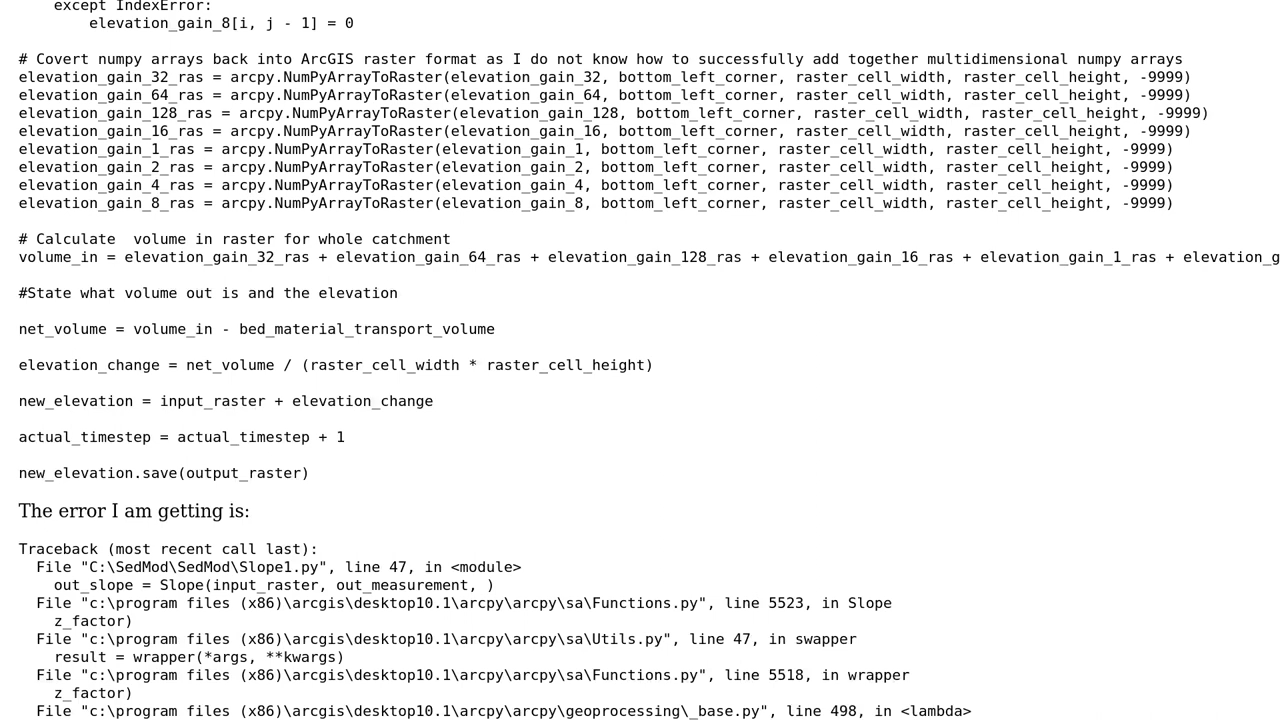 except IndexError:
        elevation_gain_8[i, j - 1] = 0

# Covert numpy arrays back into ArcGIS raster format as I do not know how to successfully add together multidimensional numpy arrays
elevation_gain_32_ras = arcpy.NumPyArrayToRaster(elevation_gain_32, bottom_left_corner, raster_cell_width, raster_cell_height, -9999)
elevation_gain_64_ras = arcpy.NumPyArrayToRaster(elevation_gain_64, bottom_left_corner, raster_cell_width, raster_cell_height, -9999)
elevation_gain_128_ras = arcpy.NumPyArrayToRaster(elevation_gain_128, bottom_left_corner, raster_cell_width, raster_cell_height, -9999)
elevation_gain_16_ras = arcpy.NumPyArrayToRaster(elevation_gain_16, bottom_left_corner, raster_cell_width, raster_cell_height, -9999)
elevation_gain_1_ras = arcpy.NumPyArrayToRaster(elevation_gain_1, bottom_left_corner, raster_cell_width, raster_cell_height, -9999)
elevation_gain_2_ras = arcpy.NumPyArrayToRaster(elevation_gain_2, bottom_left_corner, raster_cell_width, raster_cell_height, -9999)
elevation_gain_4_ras = arcpy.NumPyArrayToRaster(elevation_gain_4, bottom_left_corner, raster_cell_width, raster_cell_height, -9999)
elevation_gain_8_ras = arcpy.NumPyArrayToRaster(elevation_gain_8, bottom_left_corner, raster_cell_width, raster_cell_height, -9999)

# Calculate  volume in raster for whole catchment
volume_in = elevation_gain_32_ras + elevation_gain_64_ras + elevation_gain_128_ras + elevation_gain_16_ras + elevation_gain_1_ras + elevation_g

#State what volume out is and the elevation

net_volume = volume_in - bed_material_transport_volume

elevation_change = net_volume / (raster_cell_width * raster_cell_height)

new_elevation = input_raster + elevation_change

actual_timestep = actual_timestep + 1

new_elevation.save(output_raster)

The error I am getting is:

Traceback (most recent call last):
  File "C:\SedMod\SedMod\Slope1.py", line 47, in <module>
    out_slope = Slope(input_raster, out_measurement, )
  File "c:\program files (x86)\arcgis\desktop10.1\arcpy\arcpy\sa\Functions.py", line 5523, in Slope
    z_factor)
  File "c:\program files (x86)\arcgis\desktop10.1\arcpy\arcpy\sa\Utils.py", line 47, in swapper
    result = wrapper(*args, **kwargs)
  File "c:\program files (x86)\arcgis\desktop10.1\arcpy\arcpy\sa\Functions.py", line 5518, in wrapper
    z_factor)
  File "c:\program files (x86)\arcgis\desktop10.1\arcpy\arcpy\geoprocessing\_base.py", line 498, in <lambda>